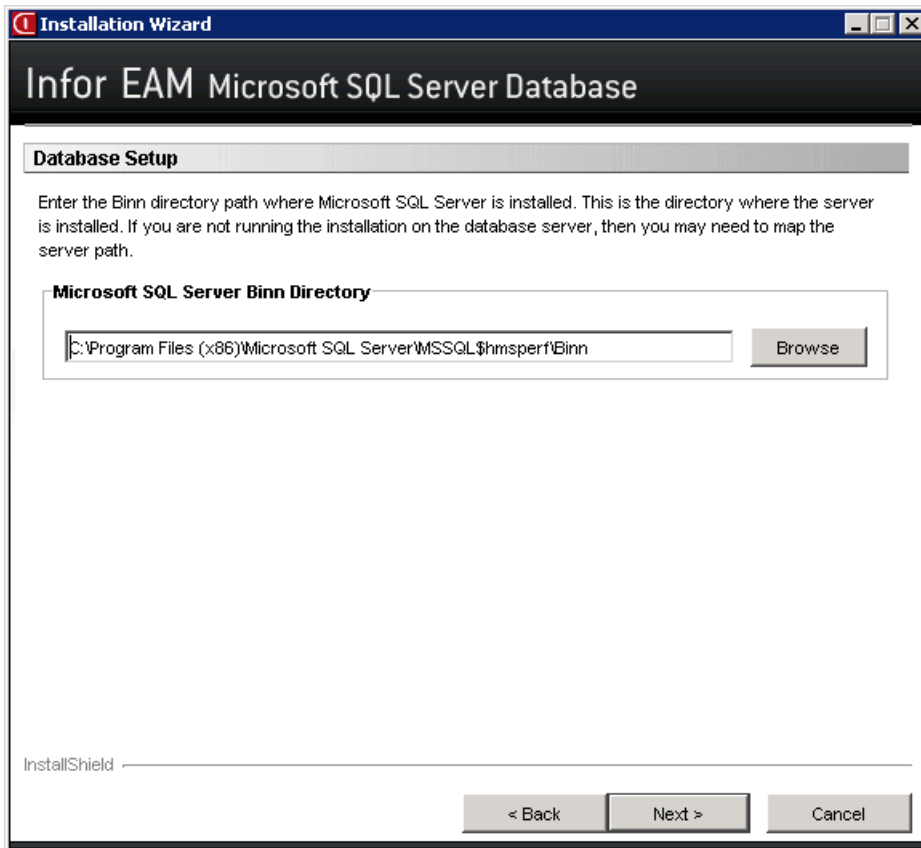 Installation Wizard
Infor EAM Microsoft SQL Server Database
Database Setup
Enter the Binn directory path where Microsoft SQL Server is installed. This is the directory where the server
is installed. If you are not running the installation on the database server, then you may need to map the
server path.
Microsoft SQL Server Binn Directory
C:\Program Files (x86)\Microsoft SQL Server\MSSQL$hmsperf\Binn
Browse
InstallShield
< Back
Next >
Cancel